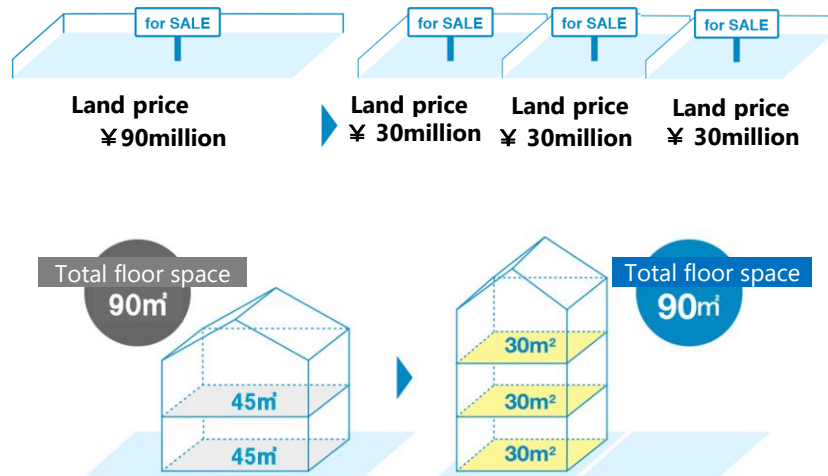 for SALE
for SALE
for SALE
for SALE
Land price
¥90million
Land price
¥ 30million
Land price
¥ 30million
Land price
¥ 30million
Total floor space
90㎡
45㎡
45㎡
Total floor space
90㎡
30m²
30m²
30m²